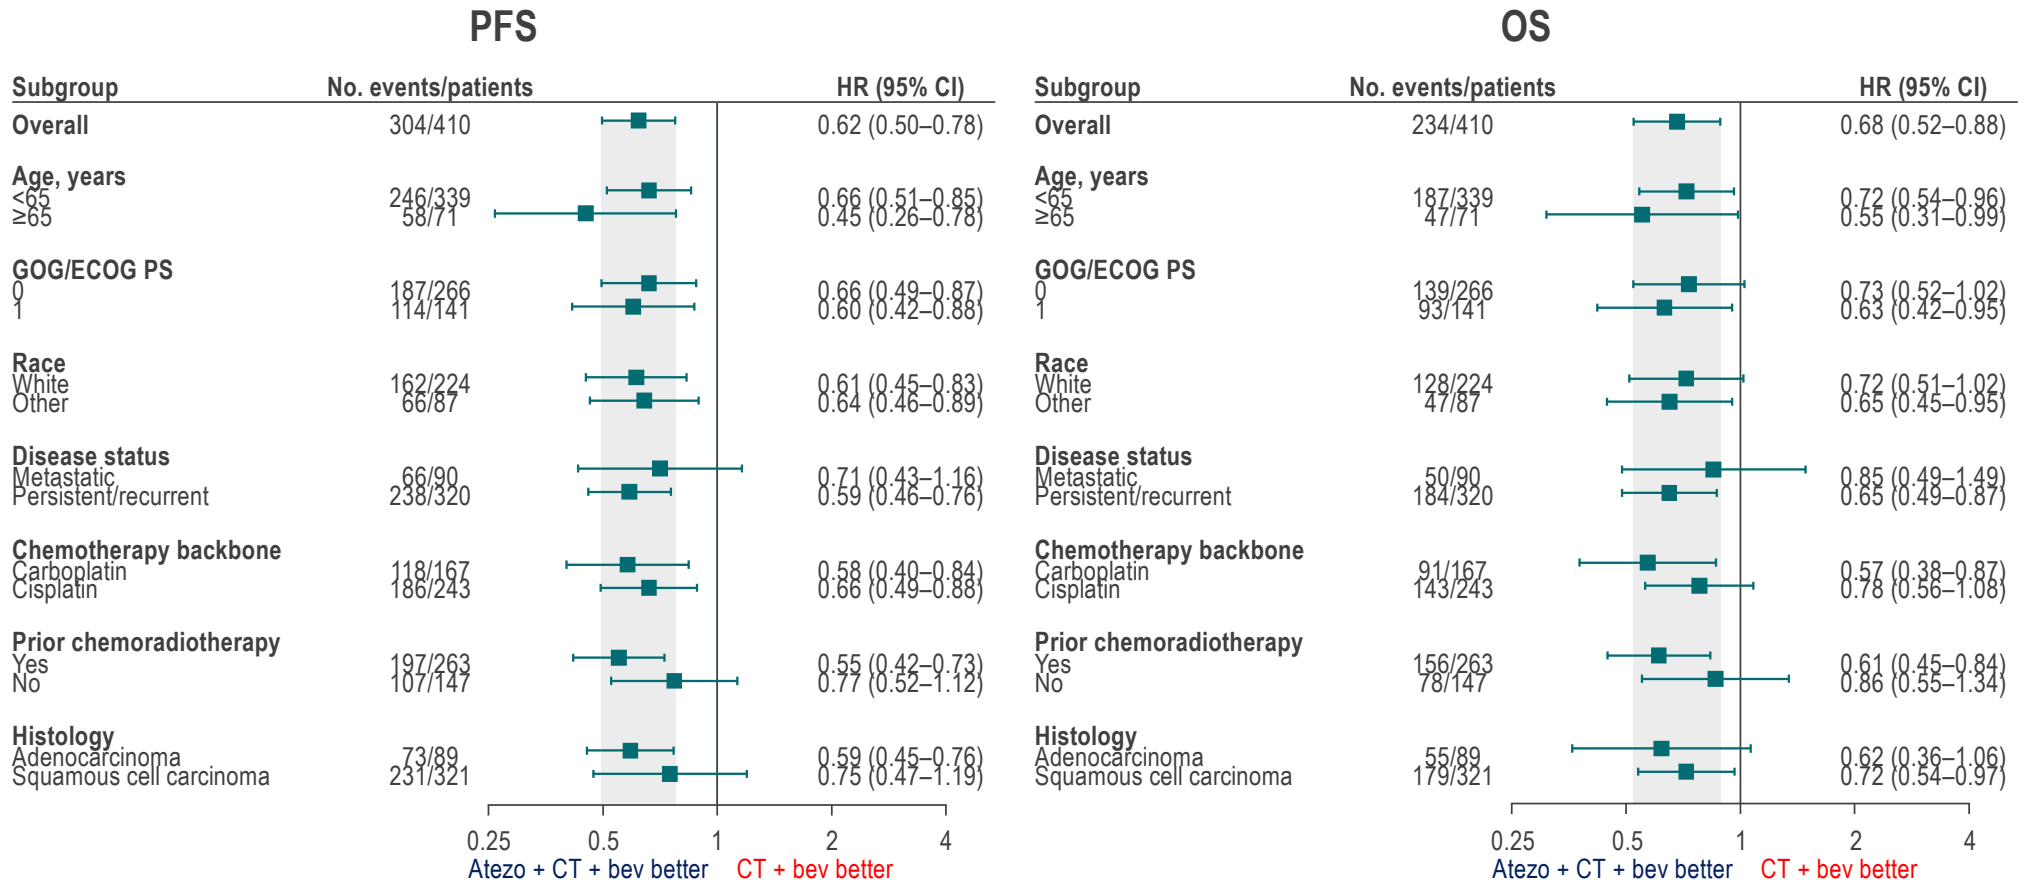 PFS
Subgroup No. events/patients HR (95% CI)
Overall 304/410 0.62 (0.50–0.78)
Age, years
<65 246/339 0.66 (0.51–0.85)
≥65 58/71 0.45 (0.26–0.78)
GOG/ECOG PS
0 187/266 0.66 (0.49–0.87)
1 114/141 0.60 (0.42–0.88)
Race
White 162/224 0.61 (0.45–0.83)
Other 66/87 0.64 (0.46–0.89)
Disease status
Metastatic 66/90 0.71 (0.43–1.16)
Persistent/recurrent 238/320 0.59 (0.46–0.76)
Chemotherapy backbone
Carboplatin 118/167 0.58 (0.40–0.84)
Cisplatin 186/243 0.66 (0.49–0.88)
Prior chemoradiotherapy
Yes 197/263 0.55 (0.42–0.73)
No 107/147 0.77 (0.52–1.12)
Histology
Adenocarcinoma 73/89 0.59 (0.45–0.76)
Squamous cell carcinoma 231/321 0.75 (0.47–1.19)
0.25 0.5 1 2 4
Atezo + CT + bev better CT + bev better
OS
Subgroup No. events/patients HR (95% CI)
Overall 234/410 0.68 (0.52–0.88)
Age, years
<65 187/339 0.72 (0.54–0.96)
≥65 47/71 0.55 (0.31–0.99)
GOG/ECOG PS
0 139/266 0.73 (0.52–1.02)
1 93/141 0.63 (0.42–0.95)
Race
White 128/224 0.72 (0.51–1.02)
Other 47/87 0.65 (0.45–0.95)
Disease status
Metastatic 50/90 0.85 (0.49–1.49)
Persistent/recurrent 184/320 0.65 (0.49–0.87)
Chemotherapy backbone
Carboplatin 91/167 0.57 (0.38–0.87)
Cisplatin 143/243 0.78 (0.56–1.08)
Prior chemoradiotherapy
Yes 156/263 0.61 (0.45–0.84)
No 78/147 0.86 (0.55–1.34)
Histology
Adenocarcinoma 55/89 0.62 (0.36–1.06)
Squamous cell carcinoma 179/321 0.72 (0.54–0.97)
0.25 0.5 1 2 4
Atezo + CT + bev better CT + bev better